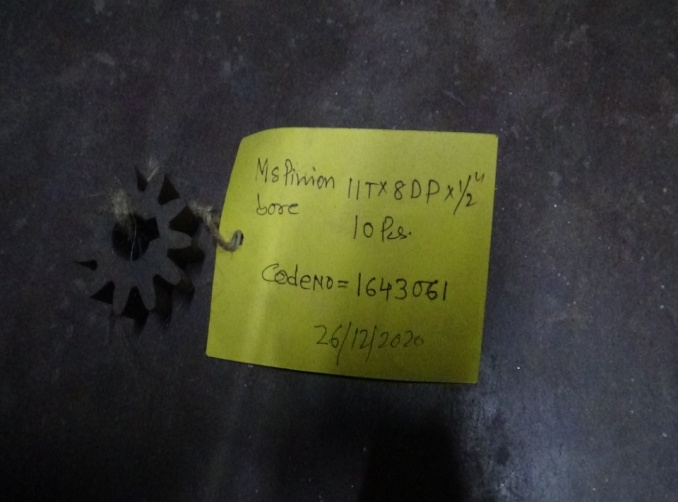 Ms Pinion 11T×8DP×1/2"
bore
10 Pcs.
Code NO = 1643061
26/12/2020